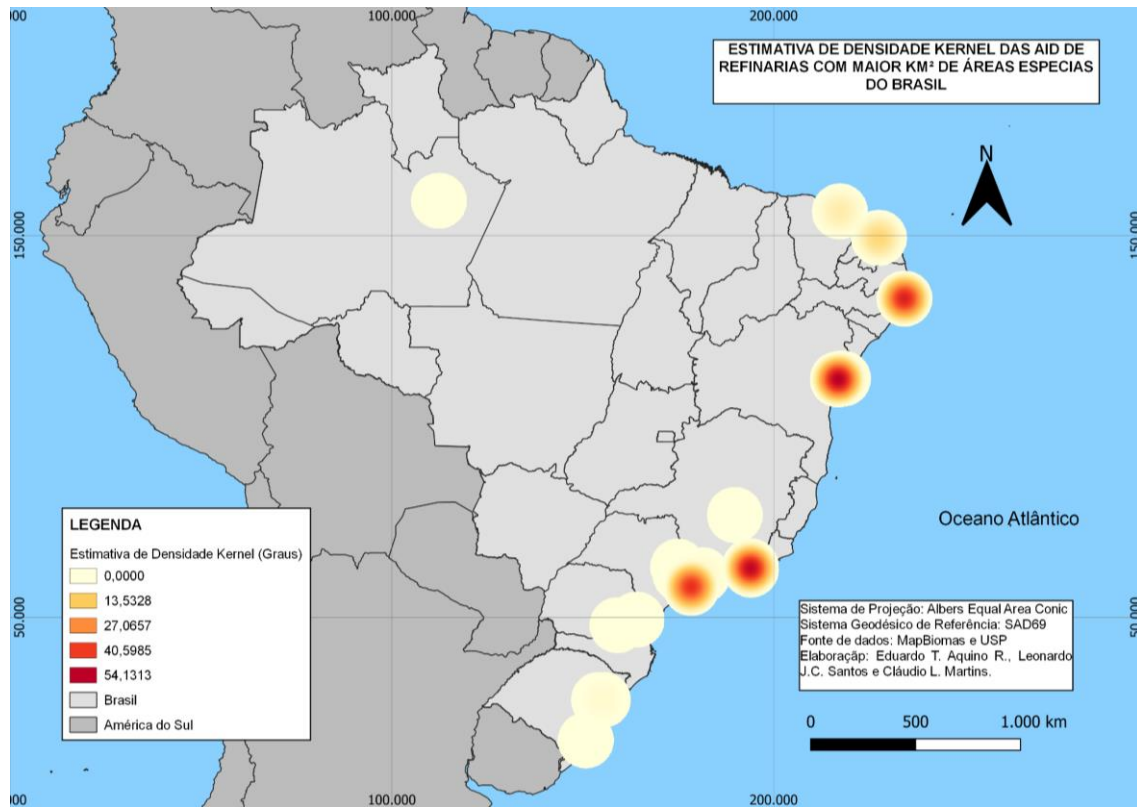 00
100.000
200.000
00
ESTIMATIVA DE DENSIDADE KERNEL DAS AID DE
REFINARIAS COM MAIOR KM² DE ÁREAS ESPECIAS
DO BRASIL
N
150.000
150.000
Oceano Atlântico
LEGENDA
Estimativa de Densidade Kernel (Graus)
0,0000
13,5328
27,0657
40,5985
54,1313
Brasil
América do Sul
50.000
50.000
Sistema de Projeção: Albers Equal Area Conic
Sistema Geodésico de Referência: SAD69
Fonte de dados: MapBiomas e USP
Elaboraçãp: Eduardo T. Aquino R., Leonardo
J.C. Santos e Cláudio L. Martins.
0 500 1.000 km
100.000
200.000